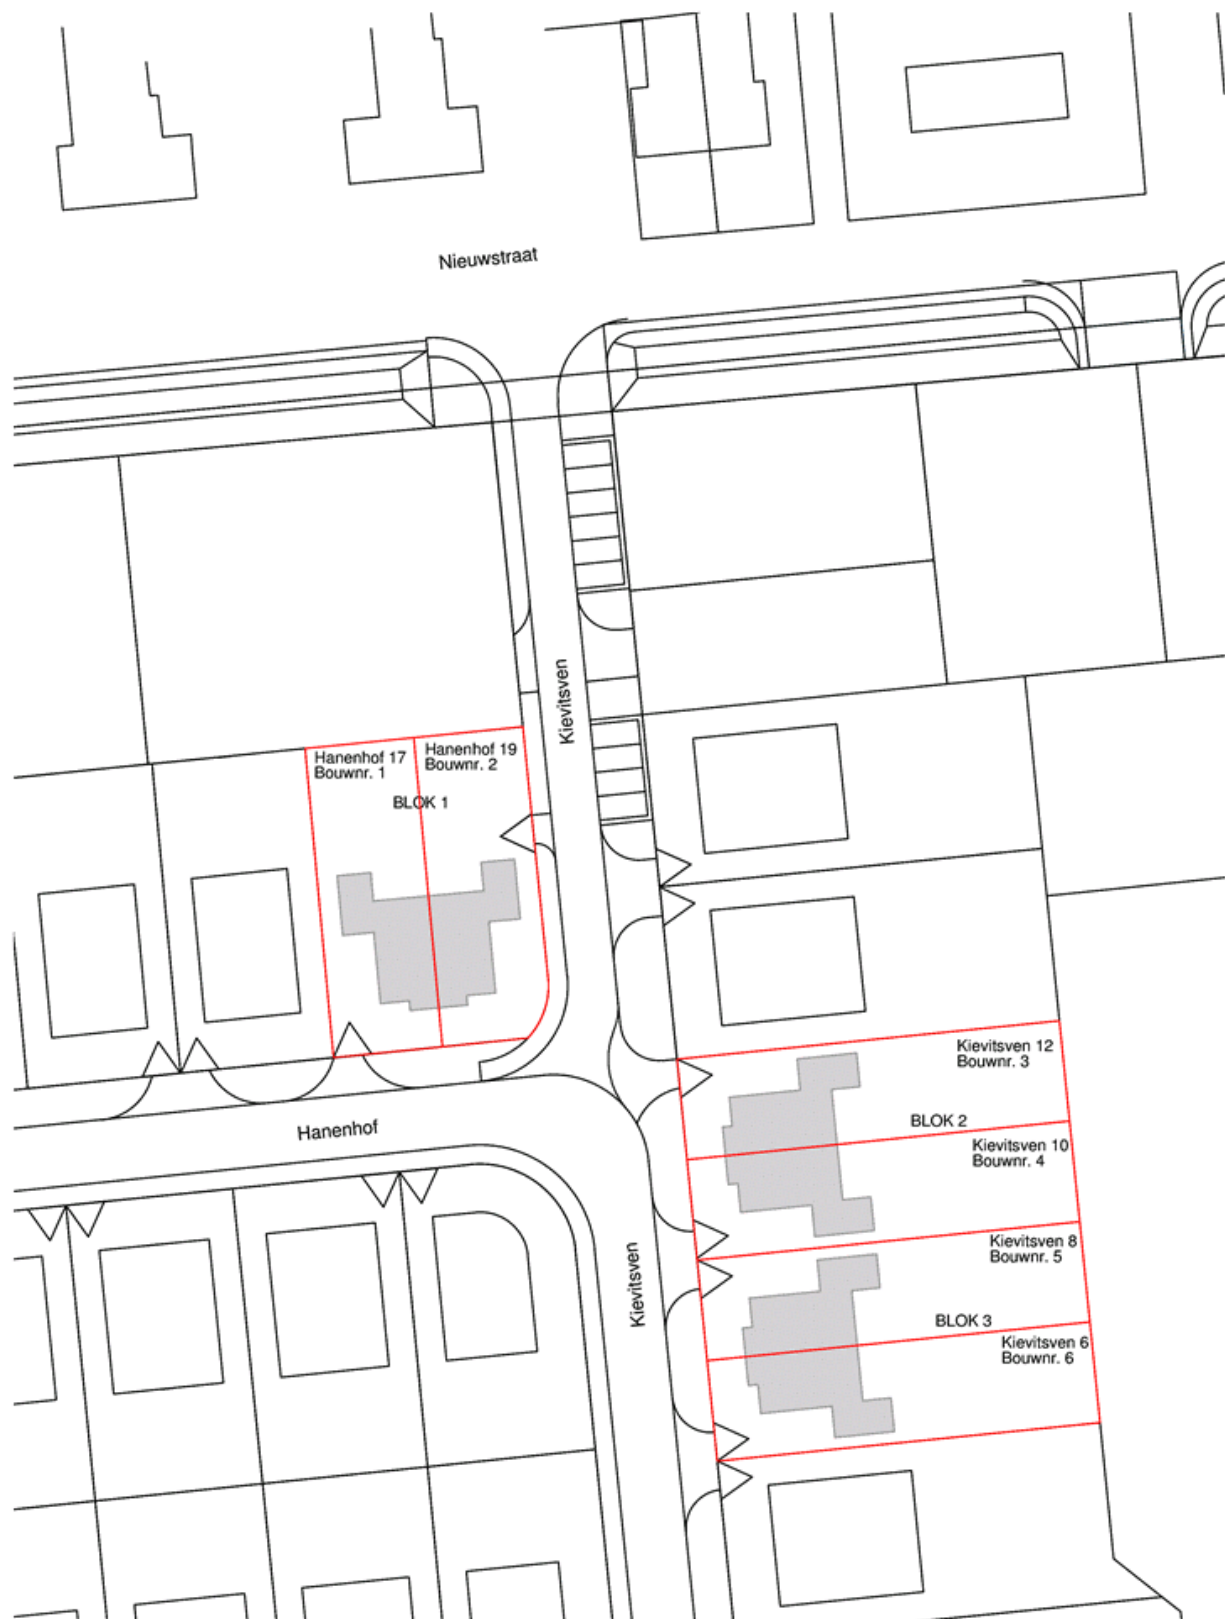 Nieuwstraat
Kievitsven
Hanenhof 17
Bouwnr. 1
Hanenhof 19
Bouwnr. 2
BLOK 1
Kievitsven 12
Bouwnr. 3
BLOK 2
Hanenhof
Kievitsven 10
Bouwnr. 4
Kievitsven
Kievitsven 8
Bouwnr. 5
BLOK 3
Kievitsven 6
Bouwnr. 6